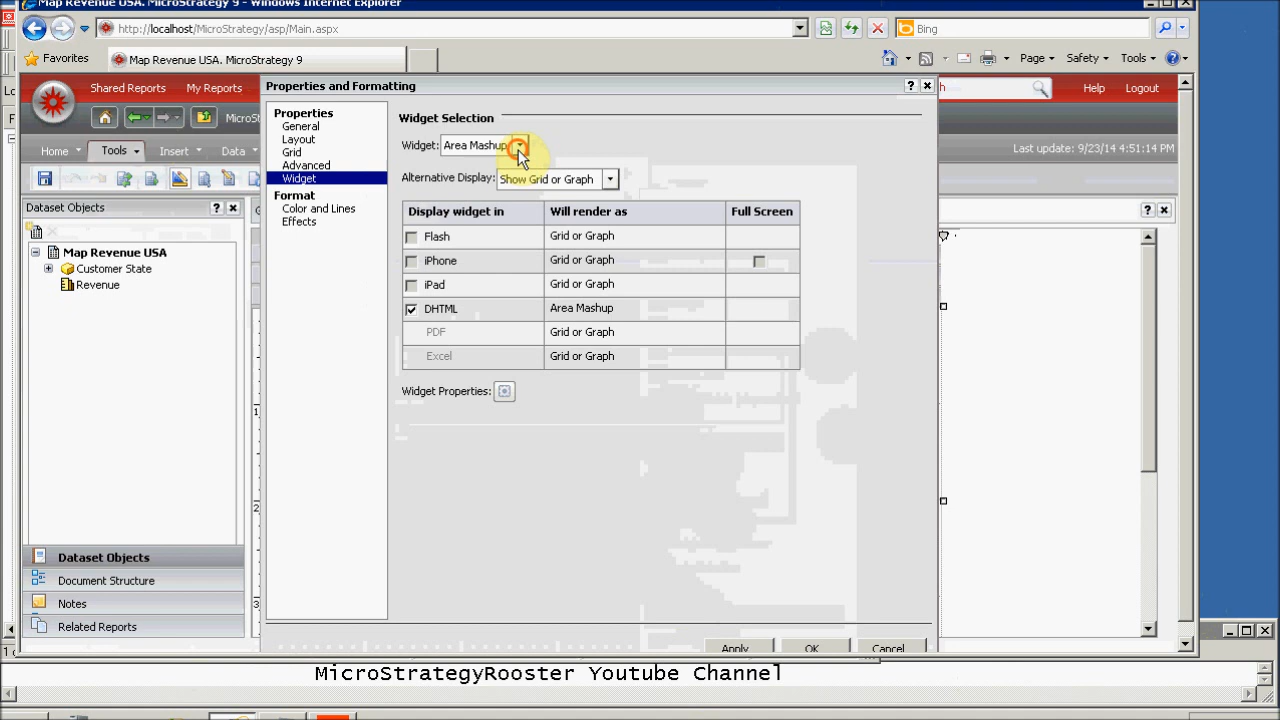 Map Revenue USA. MicroStrategy 9 - Windows Internet Explorer
http://localhost/MicroStrategy/asp/Main.aspx
Bing
Favorites
Map Revenue USA. MicroStrategy 9
Page
Safety
Tools
Shared Reports
My Reports
Help
Logout
Properties and Formatting
Home
Tools
Insert
Data
Last update: 9/23/14 4:51:14 PM
Dataset Objects
Map Revenue USA
Customer State
Revenue
Dataset Objects
Document Structure
Notes
Related Reports
Properties
General
Layout
Grid
Advanced
Widget
Format
Color and Lines
Effects
Widget Selection
Widget: Area Mashup
Alternative Display: Show Grid or Graph
Display widget in Will render as Full Screen
Flash Grid or Graph
iPhone Grid or Graph
iPad Grid or Graph
DHTML Area Mashup
PDF Grid or Graph
Excel Grid or Graph
Widget Properties:
Apply OK Cancel
MicroStrategyRooster Youtube Channel